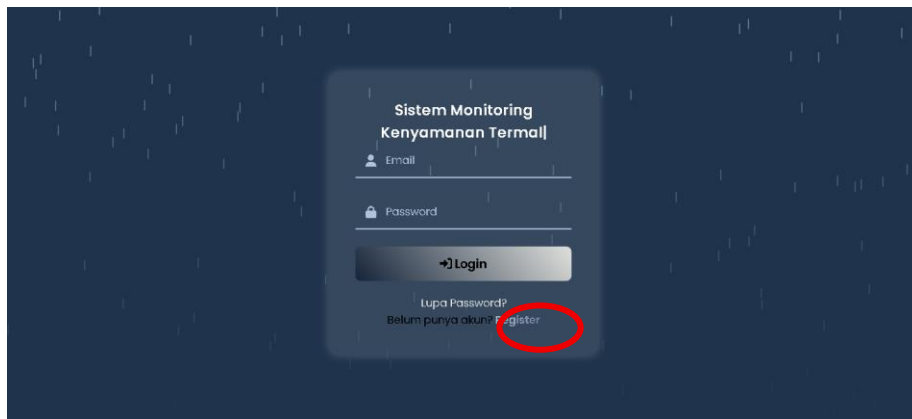 Sistem Monitoring
Kenyamanan Termal|
Email
Password
Login
Lupa Password?
Belum punya akun? Register